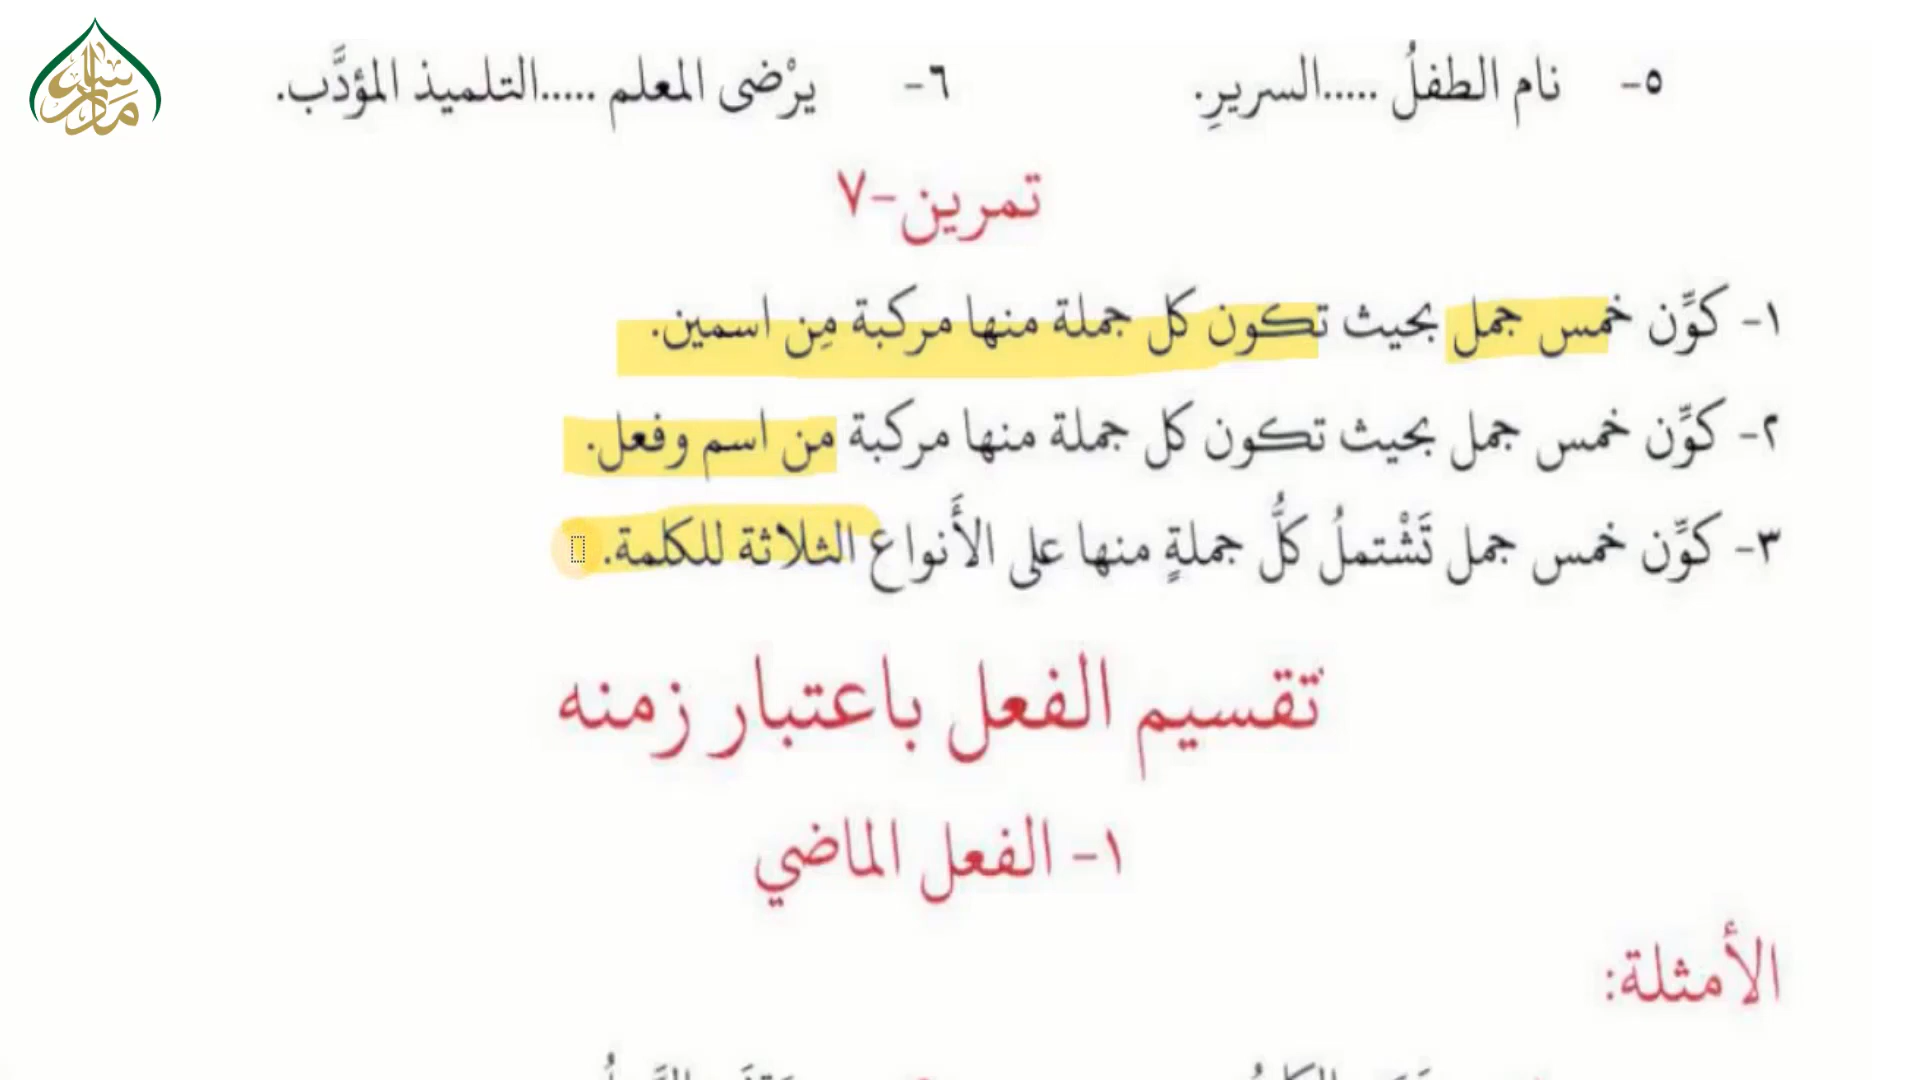 مدارس
٥- نام الطفلُ .....السريرِ. ٦- يرْضى المعلم .....التلميذ المؤدَّب.
تمرين-٧
١- كوِّن خمس جمل بحيث تكون كل جملة منها مركبة مِن اسمين.
٢- كوِّن خمس جمل بحيث تكون كل جملة منها مركبة من اسم وفعل.
٣- كوِّن خمس جمل تَشْتملُ كلُّ جملةٍ منها على الأَنواع الثلاثة للكلمة.
تقسيم الفعل باعتبار زمنه
١- الفعل الماضي
الأمثلة: